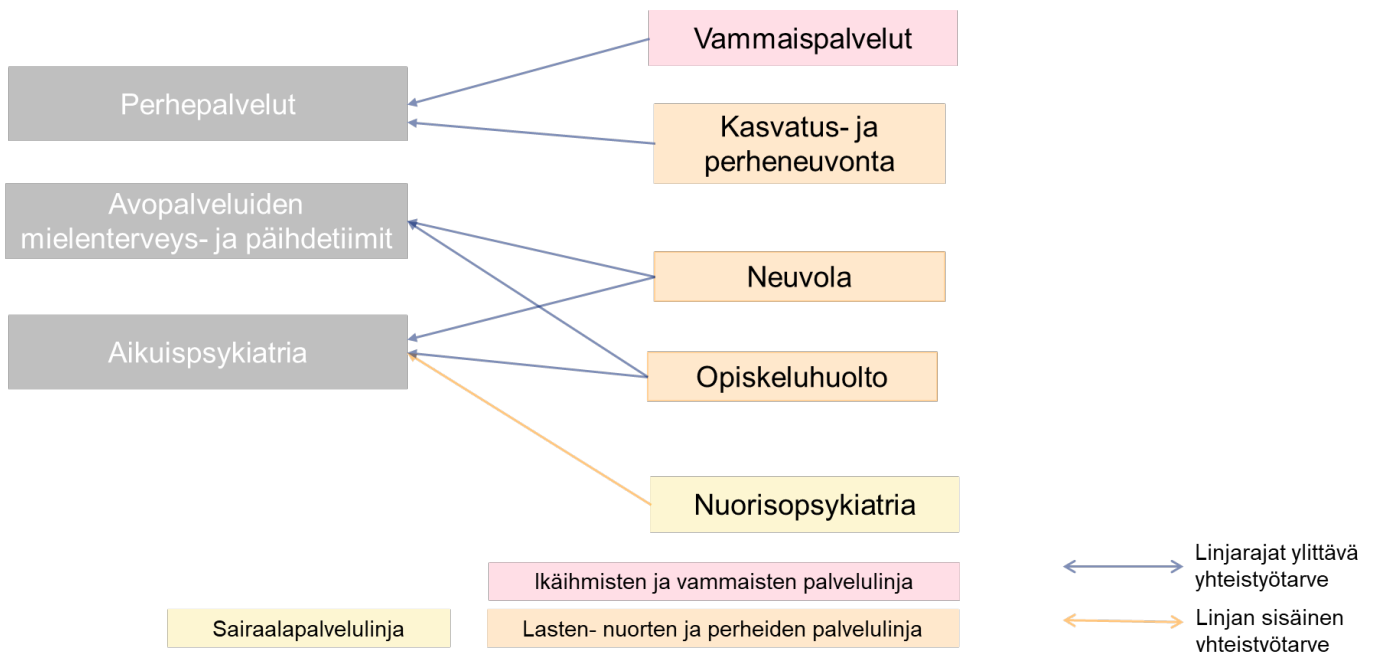 Vammaispalvelut
Perhepalvelut
Kasvatus- ja
perheneuvonta
Avopalveluiden
mielenterveys- ja päihdetiimit
Neuvola
Aikuispsykiatria
Opiskeluhuolto
Nuorisopsykiatria
Linjarajat ylittävä
yhteistyötarve
Ikäihmisten ja vammaisten palvelulinja
Sairaalapalvelulinja
Lasten- nuorten ja perheiden palvelulinja
Linjan sisäinen
yhteistyötarve